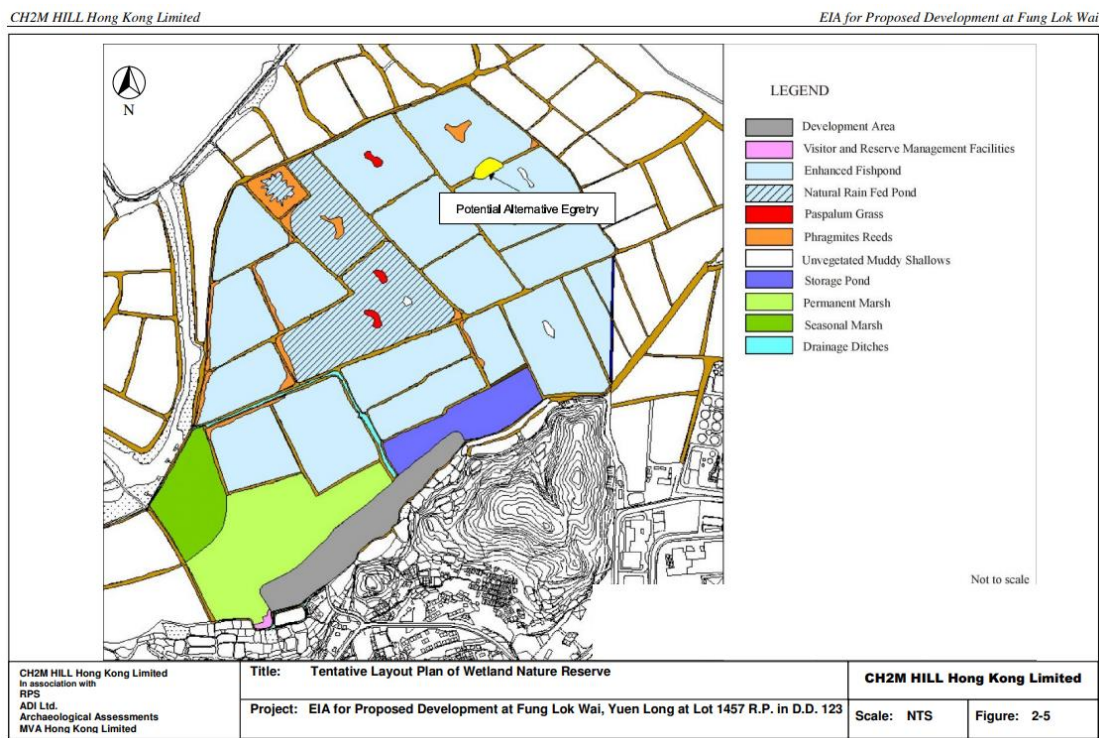 CH2M HILL Hong Kong Limited
EIA for Proposed Development at Fung Lok Wai
N
Potential Alternative Egretry
LEGEND
Development Area
Visitor and Reserve Management Facilities
Enhanced Fishpond
Natural Rain Fed Pond
Paspalum Grass
Phragmites Reeds
Unvegetated Muddy Shallows
Storage Pond
Permanent Marsh
Seasonal Marsh
Drainage Ditches
Not to scale
CH2M HILL Hong Kong Limited
In association with
RPS
ADI Ltd.
Archaeological Assessments
MVA Hong Kong Limited
Title: Tentative Layout Plan of Wetland Nature Reserve
Project: EIA for Proposed Development at Fung Lok Wai, Yuen Long at Lot 1457 R.P. in D.D. 123
CH2M HILL Hong Kong Limited
Scale: NTS
Figure: 2-5